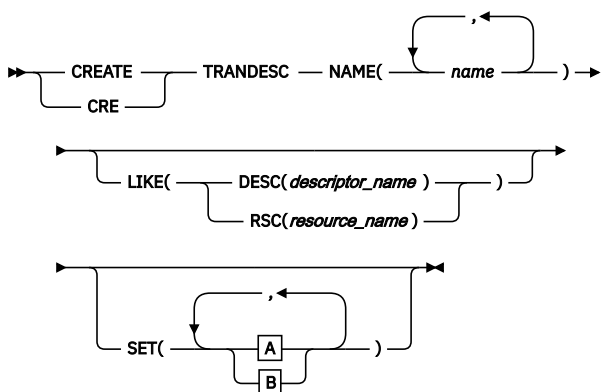 ,
CREATE TRANDESC NAME( name )
CRE
LIKE( DESC(descriptor_name ) )
RSC(resource_name )
,
SET( A )
B